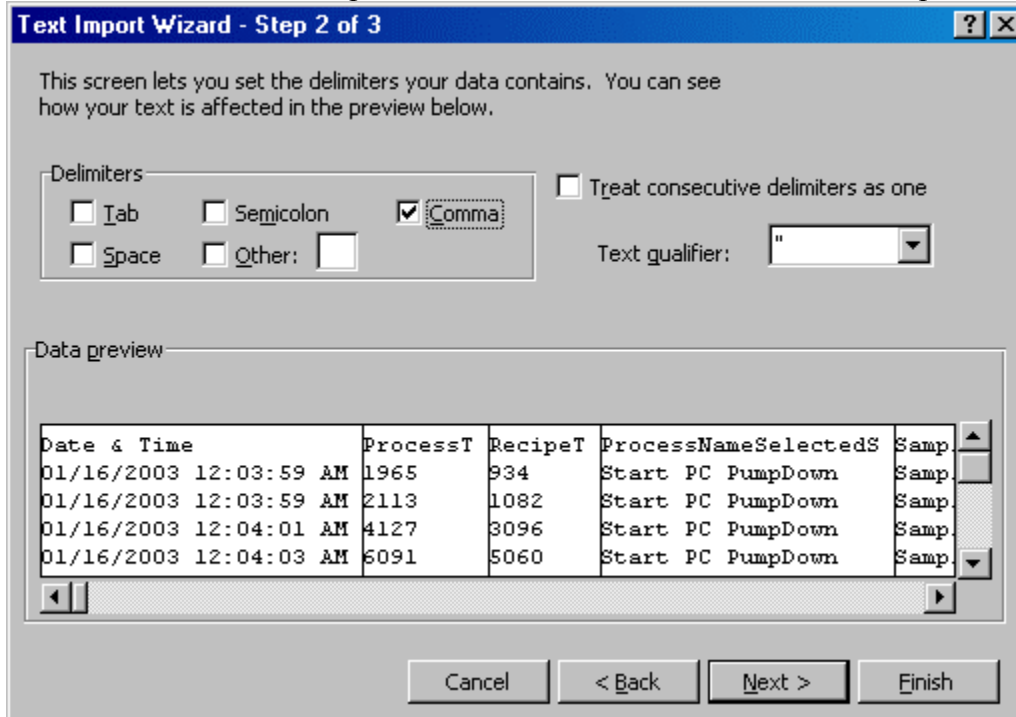 Text Import Wizard - Step 2 of 3
This screen lets you set the delimiters your data contains. You can see
how your text is affected in the preview below.
Delimiters
Tab Semicolon Comma
Space Other:
Treat consecutive delimiters as one
Text qualifier: "
Data preview
Date & Time ProcessT RecipeT ProcessNameSelectedS Samp
01/16/2003 12:03:59 AM 1965 934 Start PC PumpDown Samp
01/16/2003 12:03:59 AM 2113 1082 Start PC PumpDown Samp
01/16/2003 12:04:01 AM 4127 3096 Start PC PumpDown Samp
01/16/2003 12:04:03 AM 6091 5060 Start PC PumpDown Samp
Cancel < Back Next > Finish